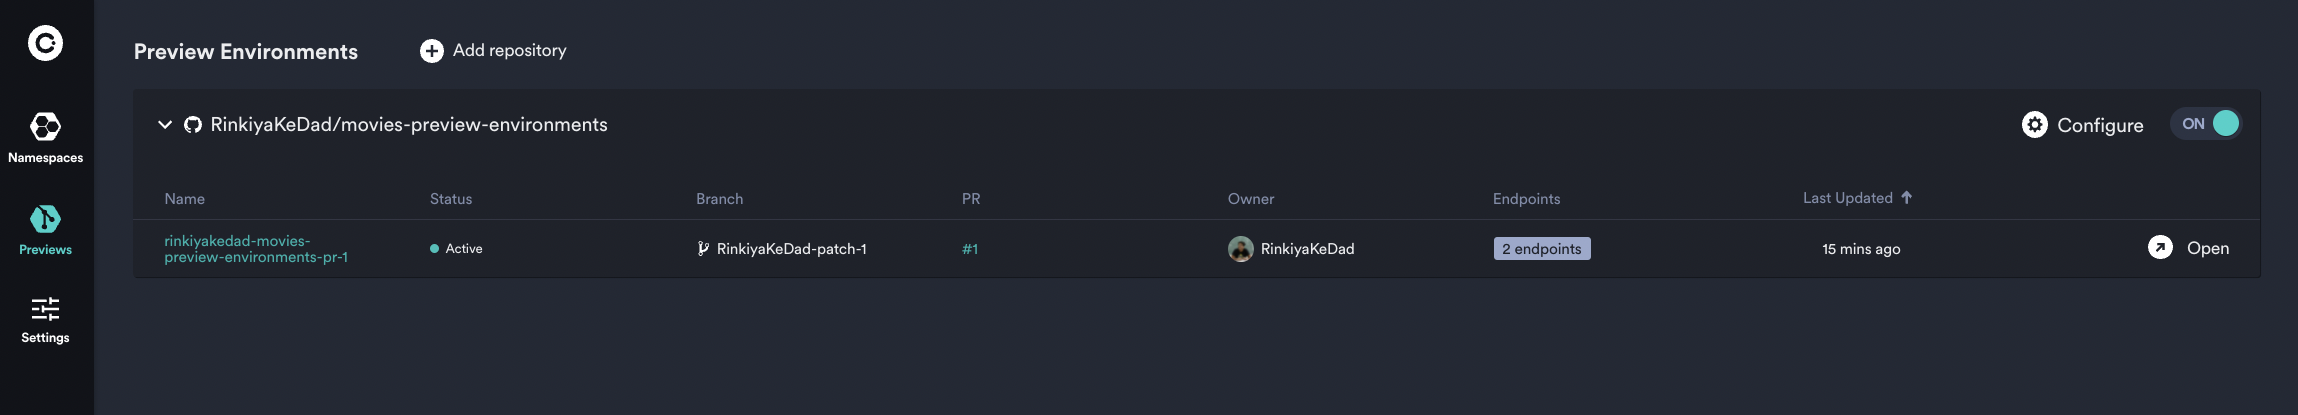 Preview Environments
Add repository
RinkiyaKeDad/movies-preview-environments
Configure
ON
Namespaces
Previews
Settings
Name
Status
Branch
PR
Owner
Endpoints
Last Updated
rinkiyakedad-movies-
preview-environments-pr-1
Active
RinkiyaKeDad-patch-1
#1
RinkiyaKeDad
2 endpoints
15 mins ago
Open